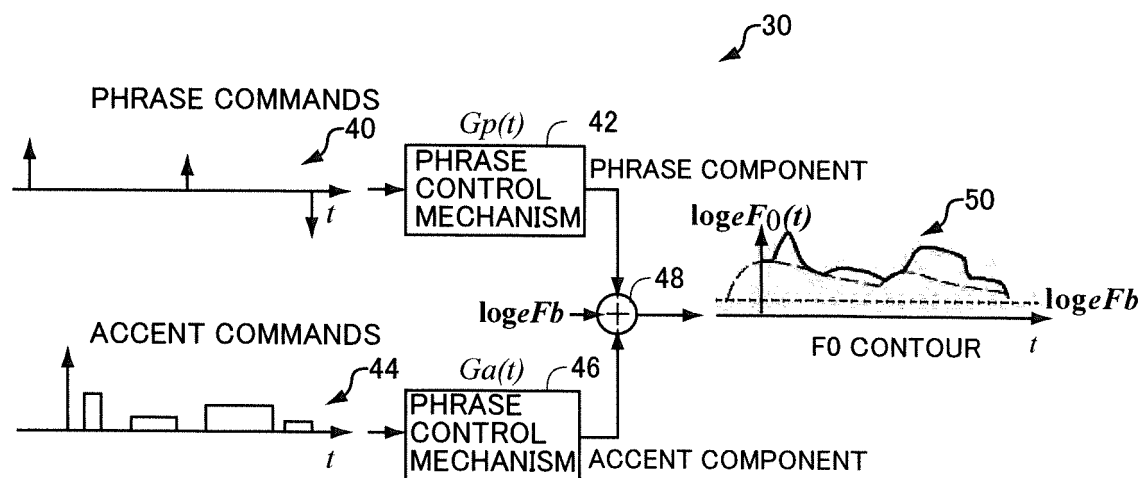 30
PHRASE COMMANDS
40
t
Gp(t)
42
PHRASE
CONTROL
MECHANISM
PHRASE COMPONENT
logeF0(t)
50
logeFb
48
logeFb
F0 CONTOUR
t
ACCENT COMMANDS
44
t
Ga(t)
46
PHRASE
CONTROL
MECHANISM
ACCENT COMPONENT